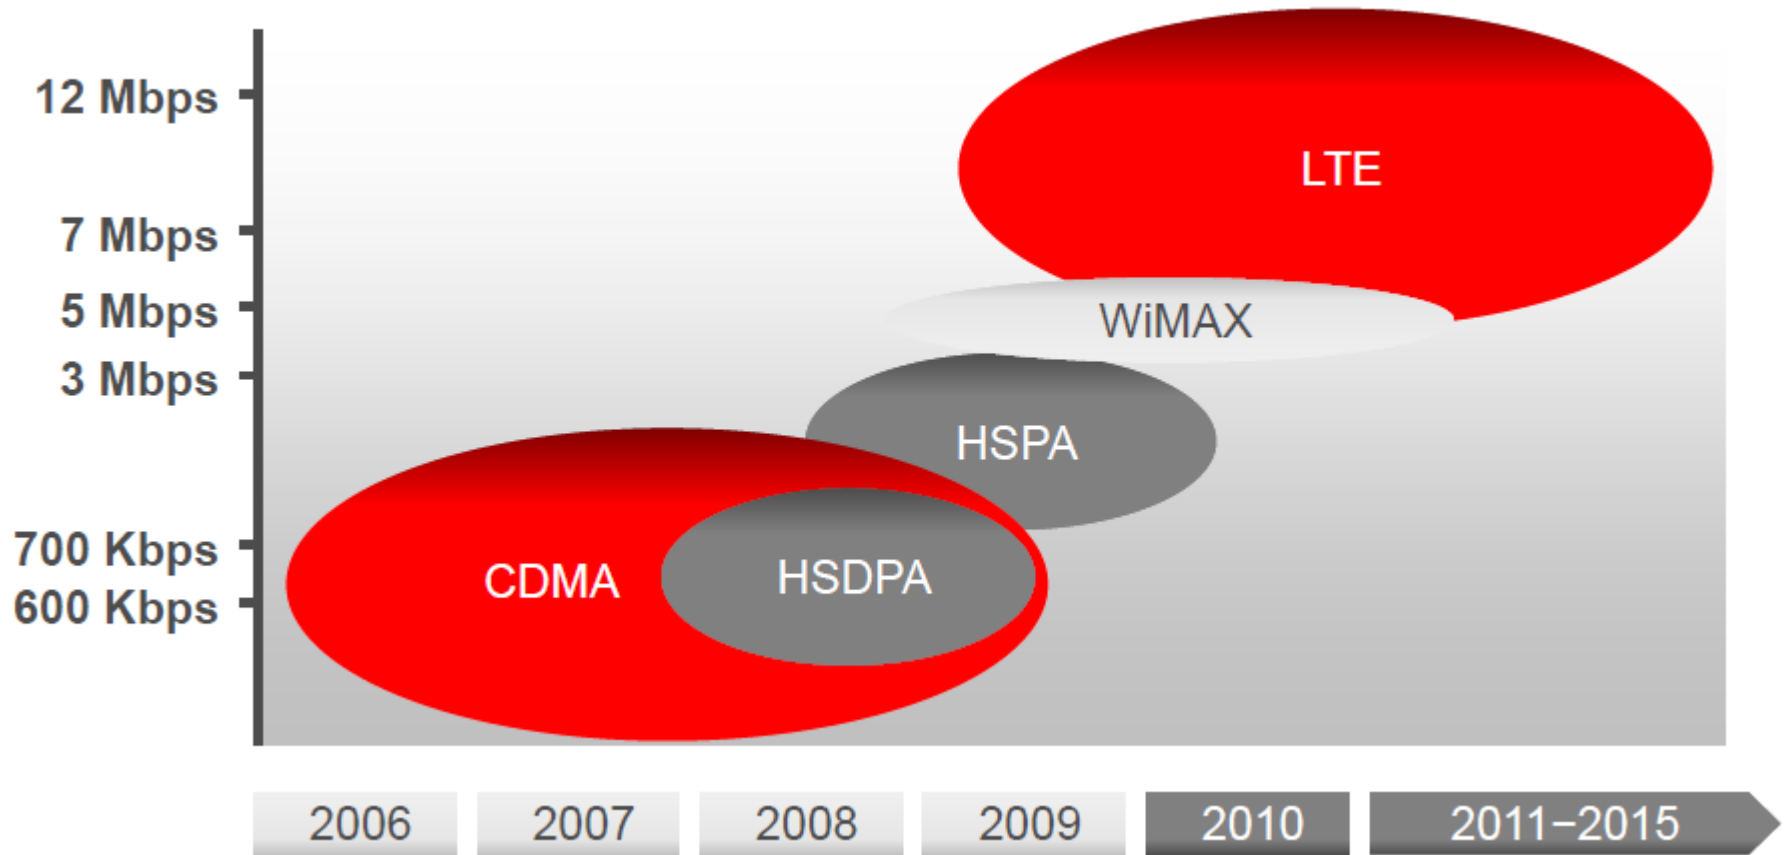 12 Mbps
7 Mbps
5 Mbps
3 Mbps
700 Kbps
600 Kbps
LTE
WiMAX
HSPA
CDMA
HSDPA
2006
2007
2008
2009
2010
2011–2015